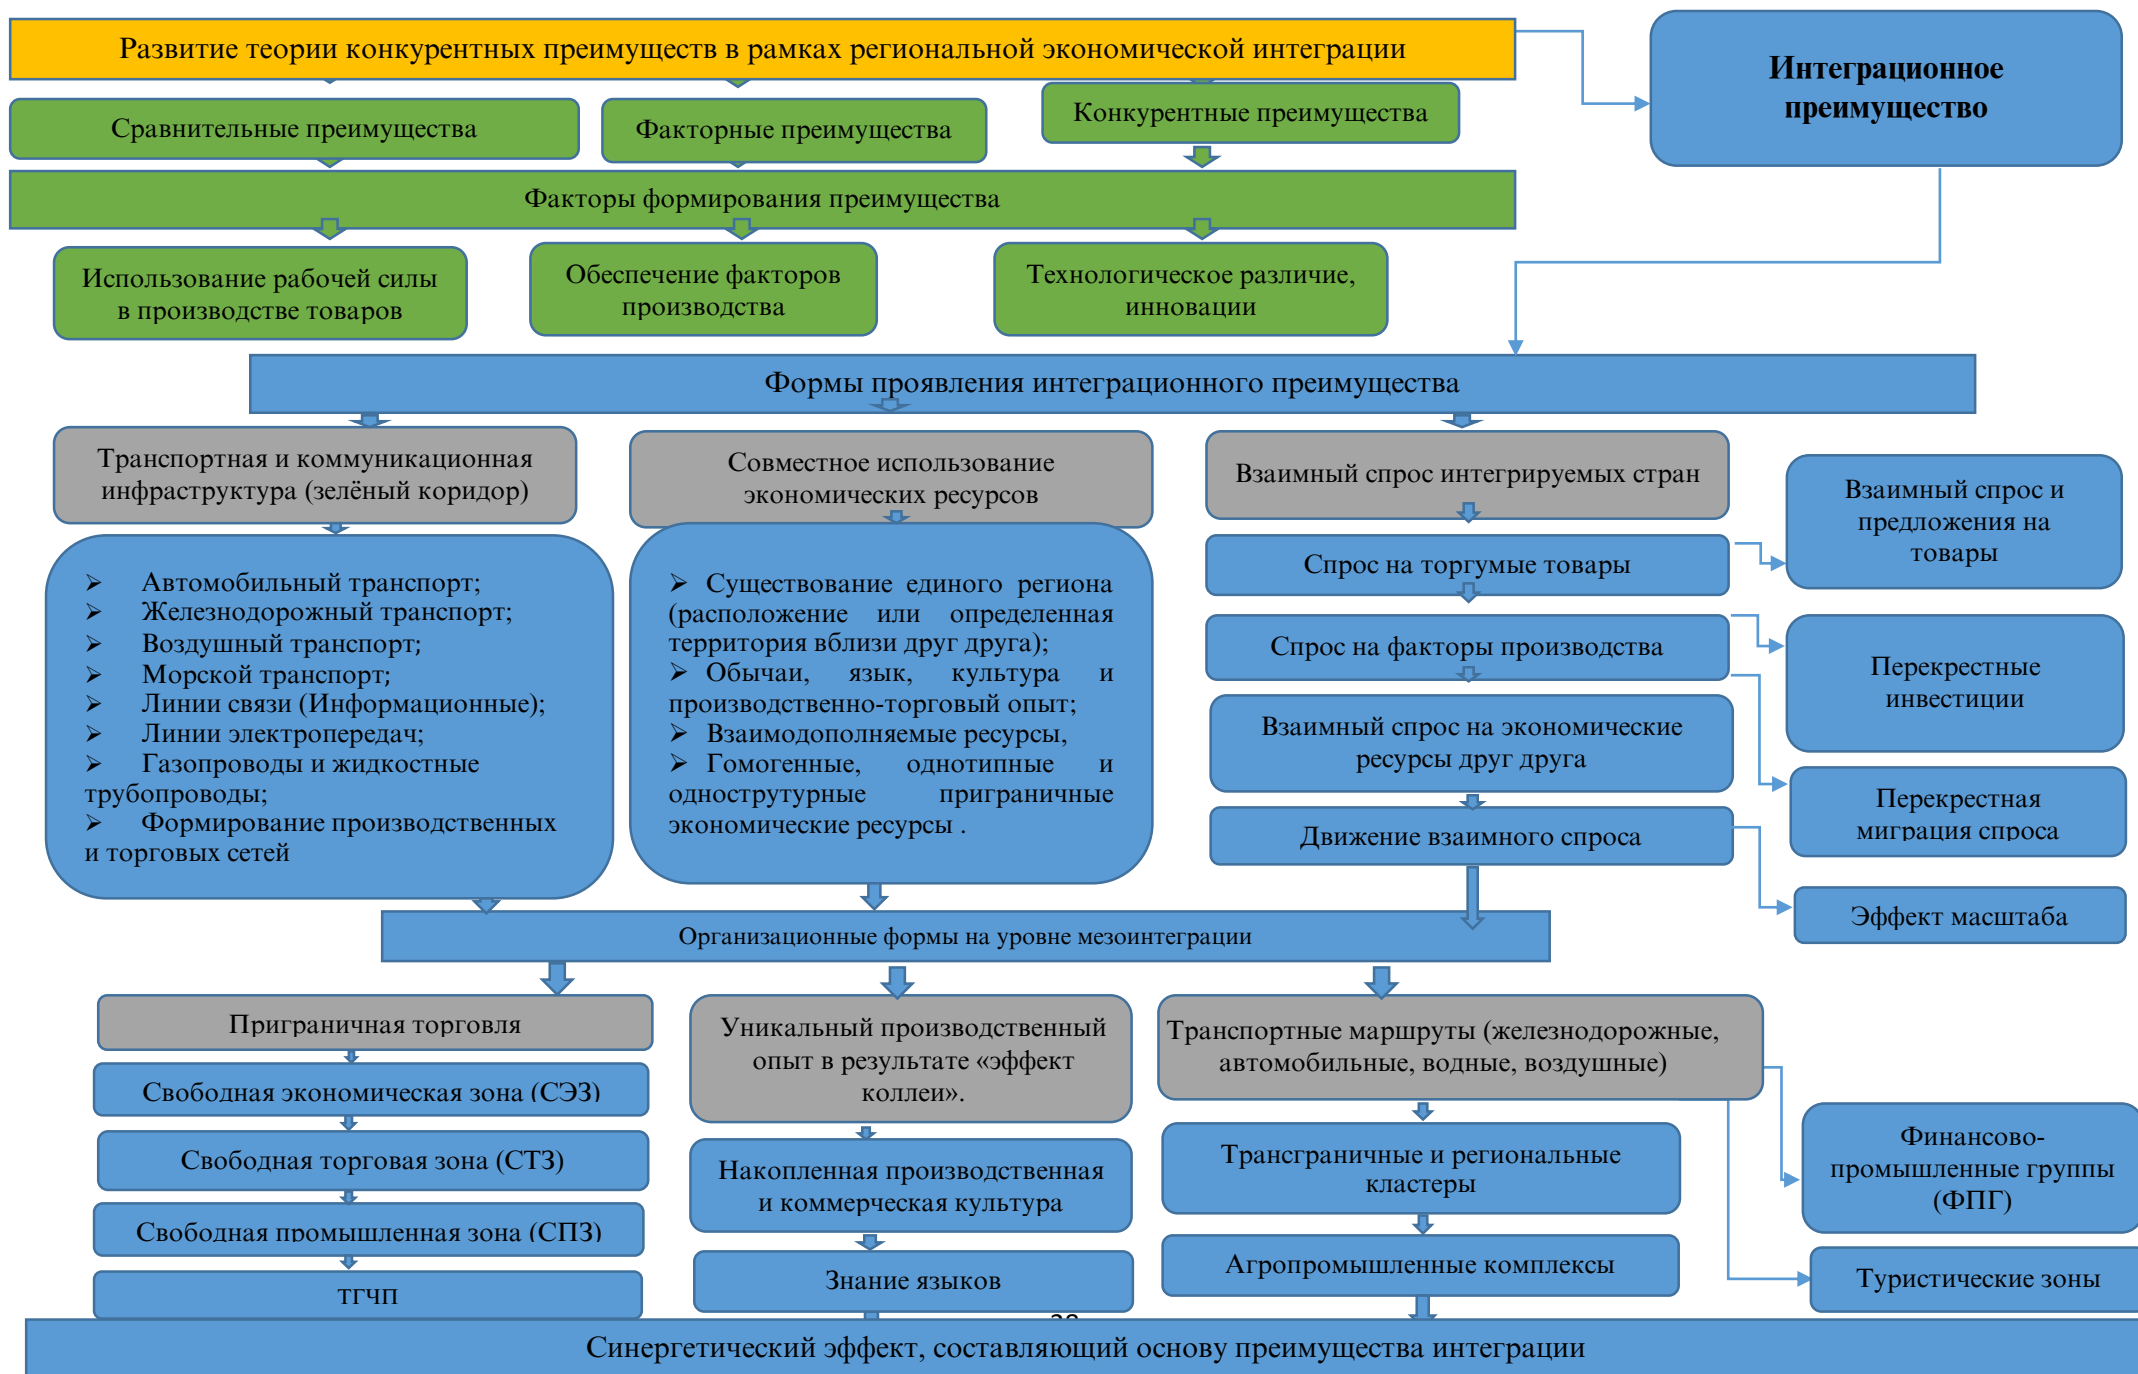 Развитие теории конкурентных преимуществ в рамках региональной экономической интеграции
Интеграционное
преимущество
Сравнительные преимущества
Факторные преимущества
Конкурентные преимущества
Факторы формирования преимущества
Использование рабочей силы
в производстве товаров
Обеспечение факторов
производства
Технологическое различие,
инновации
Формы проявления интеграционного преимущества
Транспортная и коммуникационная
инфраструктура (зелёный коридор)
Совместное использование
экономических ресурсов
Взаимный спрос интегрируемых стран
Взаимный спрос и
предложения на
товары
Спрос на торгумые товары
Спрос на факторы производства
Перекрестные
инвестиции
Взаимный спрос на экономические
ресурсы друг друга
Перекрестная
миграция спроса
Движение взаимного спроса
Эффект масштаба
➢ Автомобильный транспорт;
➢ Железнодорожный транспорт;
➢ Воздушный транспорт;
➢ Морской транспорт;
➢ Линии связи (Информационные);
➢ Линии электропередач;
➢ Газопроводы и жидкостные
трубопроводы;
➢ Формирование производственных
и торговых сетей
➢ Существование единого региона
(расположение или определенная
территория вблизи друг друга);
➢ Обычаи, язык, культура и
производственно-торговый опыт;
➢ Взаимодополняемые ресурсы,
➢ Гомогенные, однотипные и
однострутурные приграничные
экономические ресурсы .
Организационные формы на уровне мезоинтеграции
Приграничная торговля
Свободная экономическая зона (СЭЗ)
Свободная торговая зона (СТЗ)
Свободная промышленная зона (СПЗ)
ТГЧП
Уникальный производственный
опыт в результате «эффект
коллеи».
Накопленная производственная
и коммерческая культура
Знание языков
Транспортные маршруты (железнодорожные,
автомобильные, водные, воздушные)
Трансграничные и региональные
кластеры
Агропромышленные комплексы
Финансово-
промышленные группы
(ФПГ)
Туристические зоны
Синергетический эффект, составляющий основу преимущества интеграции